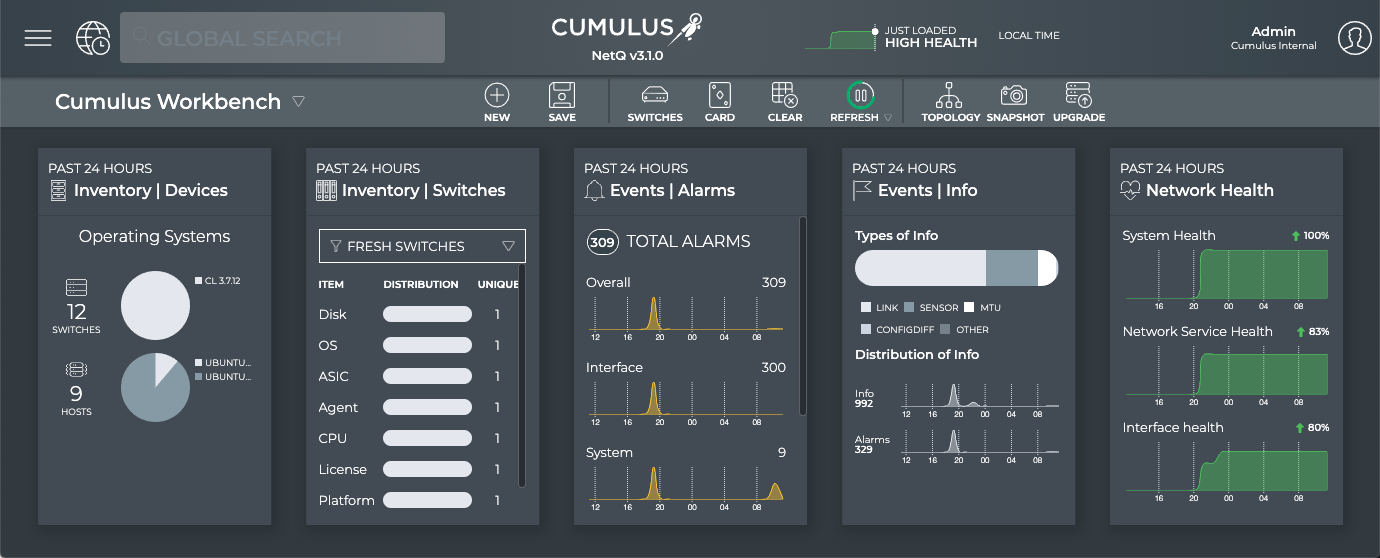 GLOBAL SEARCH
CUMULUS
NetQ v3.1.0
JUST LOADED
HIGH HEALTH
LOCAL TIME
Admin
Cumulus Internal
Cumulus Workbench
NEW
SAVE
SWITCHES
CARD
CLEAR
REFRESH
TOPOLOGY
SNAPSHOT
UPGRADE
PAST 24 HOURS
Inventory | Devices
Operating Systems
12
SWITCHES
CL 3.7.12
9
HOSTS
UBUNTU...
UBUNTU...
PAST 24 HOURS
Inventory | Switches
FRESH SWITCHES
ITEM DISTRIBUTION UNIQUE
Disk 1
OS 1
ASIC 1
Agent 1
CPU 1
License 1
Platform 1
PAST 24 HOURS
Events | Alarms
309 TOTAL ALARMS
Overall 309
12 16 20 00 04 08
Interface 300
12 16 20 00 04 08
System 9
12 16 20 00 04 08
PAST 24 HOURS
Events | Info
Types of Info
LINK SENSOR MTU
CONFIGDIFF OTHER
Distribution of Info
Info
992
12 16 20 00 04 08
Alarms
329
12 16 20 00 04 08
PAST 24 HOURS
Network Health
System Health 100%
16 20 00 04 08
Network Service Health 83%
16 20 00 04 08
Interface health 80%
16 20 00 04 08